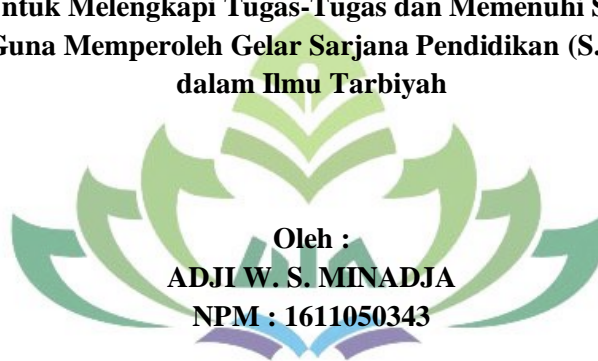 ntuk Melengkapi Tugas-Tugas dan Memenuhi S
Guna Memperoleh Gelar Sarjana Pendidikan (S.
dalam Ilmu Tarbiyah
Oleh :
ADJI W. S. MINADJA
NPM : 1611050343